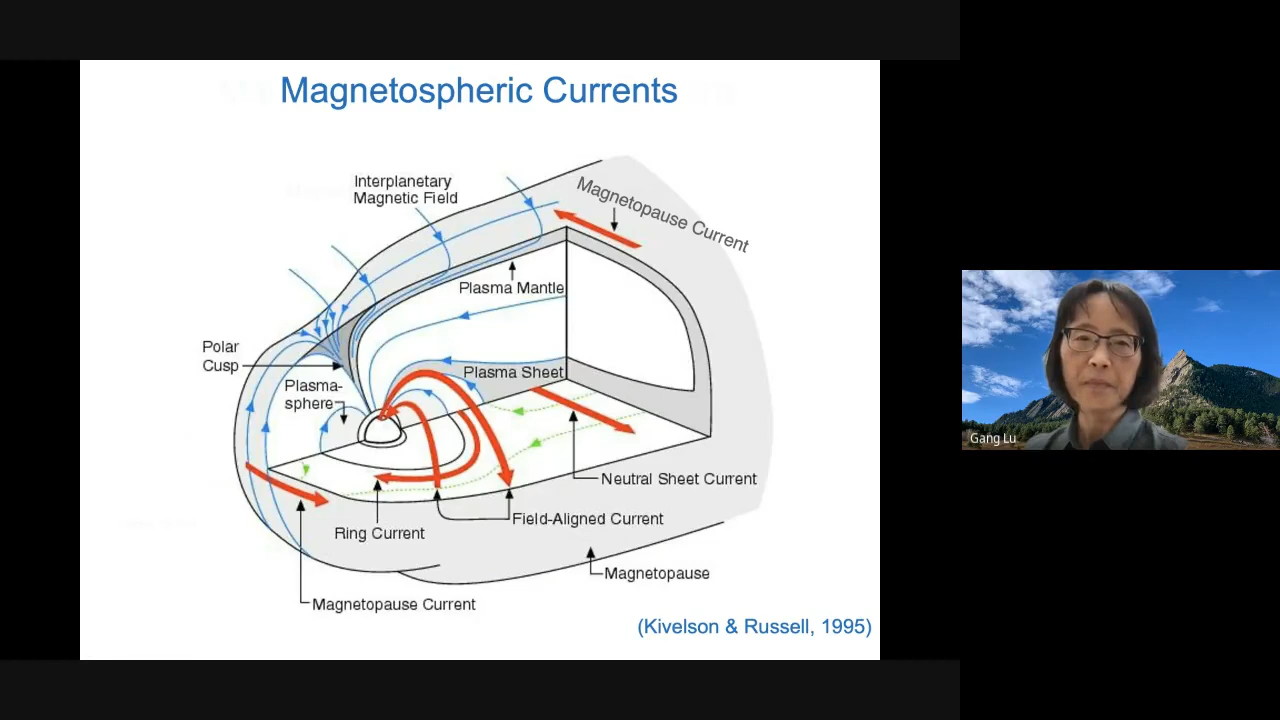 Magnetospheric Currents
Interplanetary
Magnetic Field
Magnetopause Current
Plasma Mantle
Polar
Cusp
Plasma-
sphere
Plasma Sheet
Neutral Sheet Current
Field-Aligned Current
Ring Current
Magnetopause
Magnetopause Current
(Kivelson & Russell, 1995)
Gang Lu